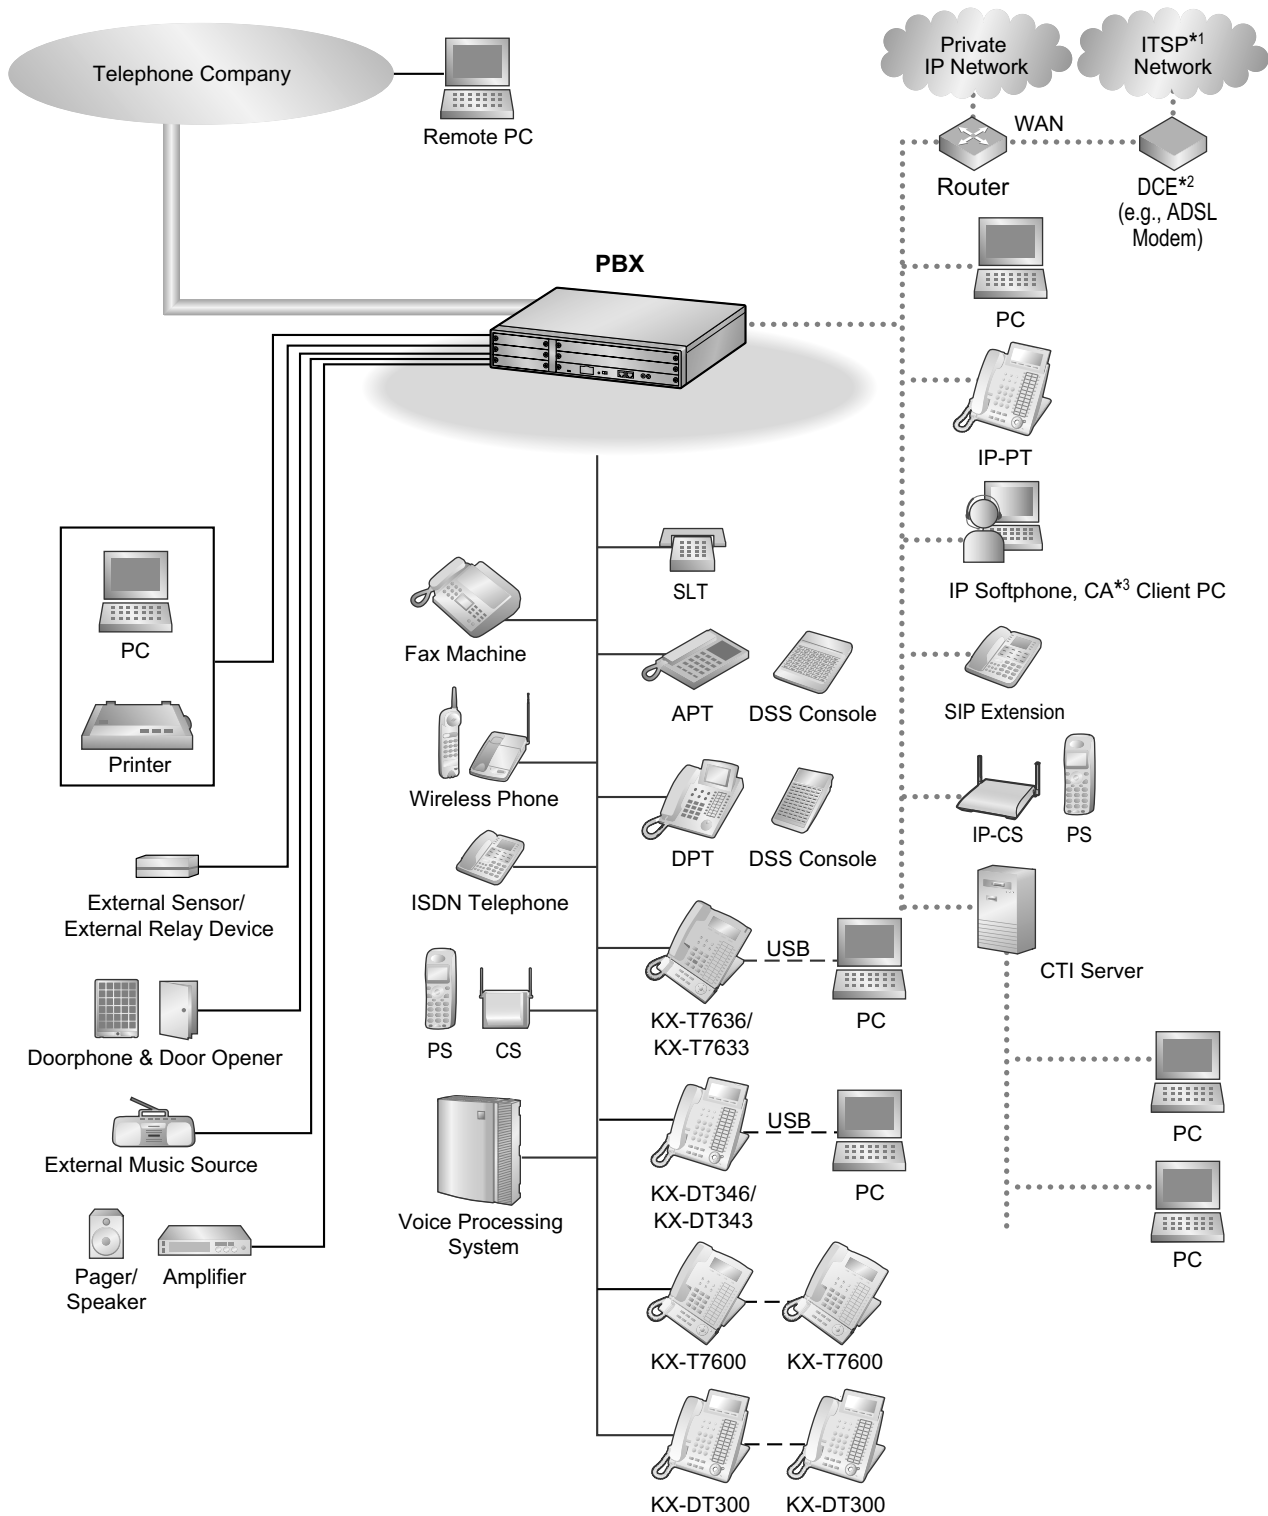 Telephone Company
Remote PC
Private
IP Network
ITSP*1
Network
WAN
Router
DCE*2
(e.g., ADSL
Modem)
PBX
PC
IP-PT
IP Softphone, CA*3 Client PC
SIP Extension
IP-CS
PS
CTI Server
PC
PC
PC
Printer
External Sensor/
External Relay Device
Doorphone & Door Opener
External Music Source
Pager/
Speaker
Amplifier
Fax Machine
Wireless Phone
ISDN Telephone
PS
CS
Voice Processing
System
SLT
APT
DSS Console
DPT
DSS Console
USB
KX-T7636/
KX-T7633
PC
USB
KX-DT346/
KX-DT343
PC
KX-T7600
KX-T7600
KX-DT300
KX-DT300